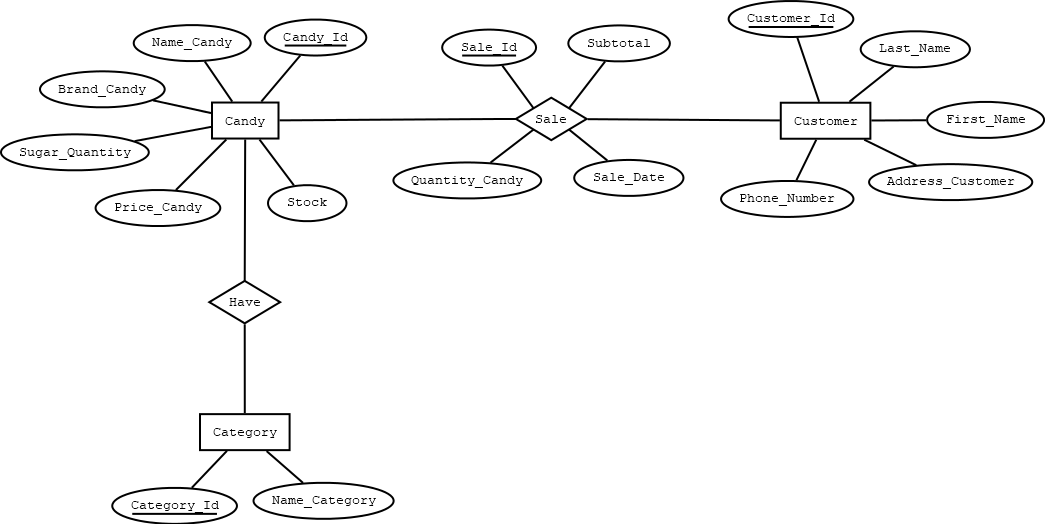 Customer_Id
Name_Candy
Candy_Id
Sale_Id
Subtotal
Last_Name
Brand_Candy
Candy
Sale
Customer
First_Name
Sugar_Quantity
Quantity_Candy
Sale_Date
Address_Customer
Price_Candy
Stock
Phone_Number
Have
Category
Category_Id
Name_Category